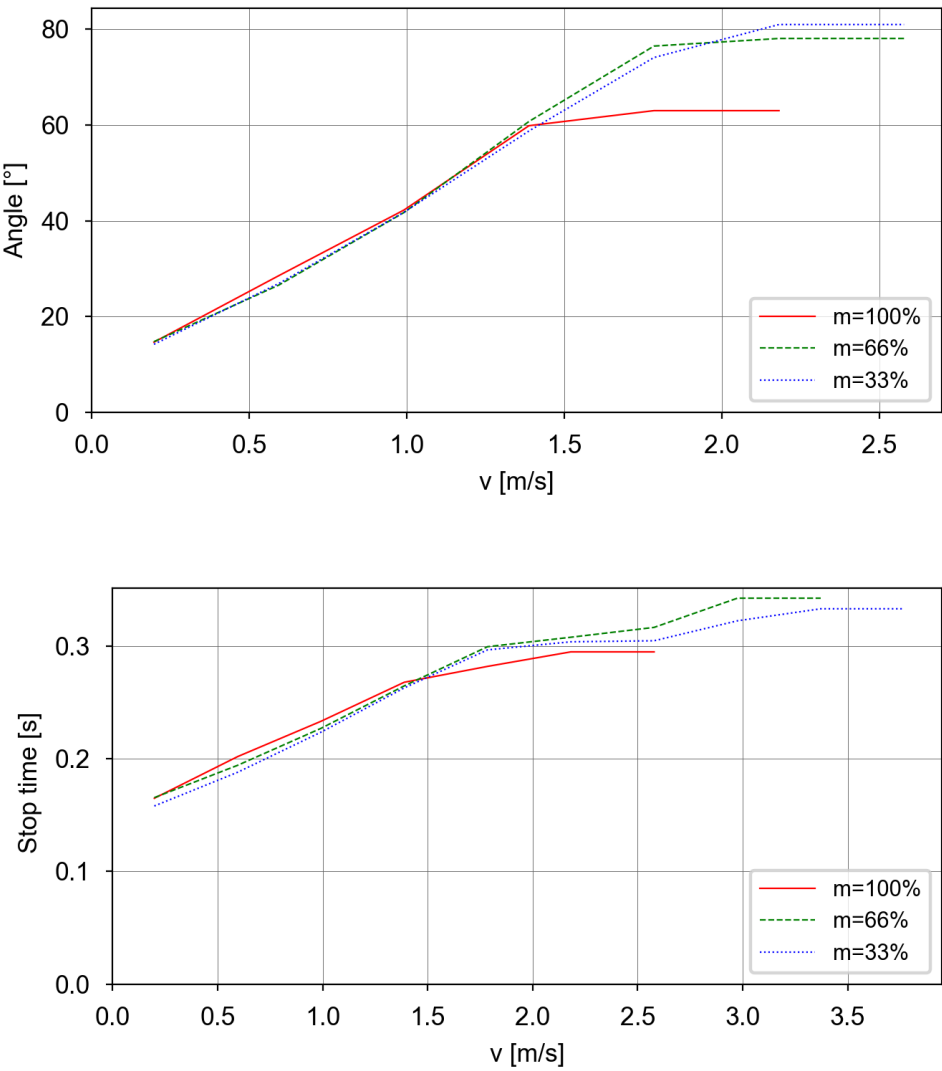 80
60
40
20
0
Angle [°]
0.0 0.5 1.0 1.5 2.0 2.5
v [m/s]
m=100%
m=66%
m=33%
0.3
0.2
0.1
0.0
Stop time [s]
0.0 0.5 1.0 1.5 2.0 2.5 3.0 3.5
v [m/s]
m=100%
m=66%
m=33%